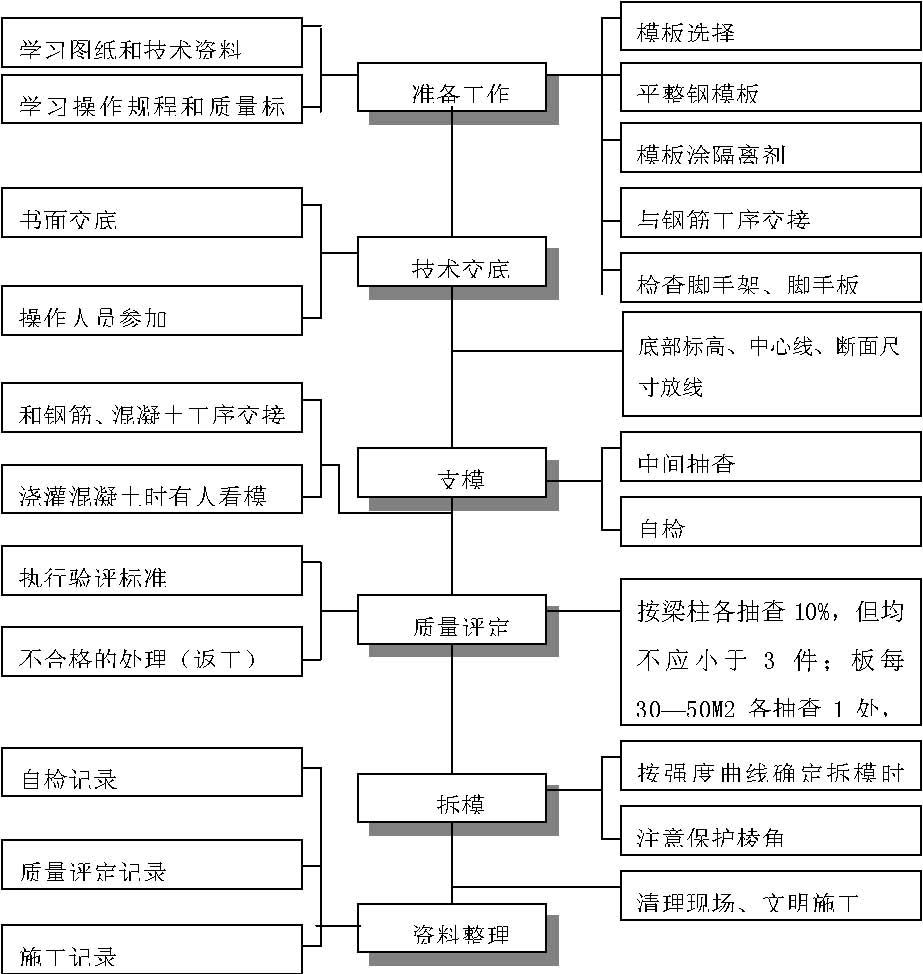 学习图纸和技术资料
学习操作规程和质量标
准备工作
模板选择
平整钢模板
模板涂隔离剂
与钢筋工序交接
检查脚手架、脚手板
书面交底
操作人员参加
技术交底
底部标高、中心线、断面尺
寸放线
和钢筋、混凝土工序交接
浇灌混凝土时有人看模
支模
中间抽查
自检
执行验评标准
不合格的处理（返工）
质量评定
按梁柱各抽查 10%，但均
不应小于 3 件；板每
30—50M2 各抽查 1 处，
拆模
按强度曲线确定拆模时
注意保护棱角
清理现场、文明施工
自检记录
质量评定记录
施工记录
资料整理